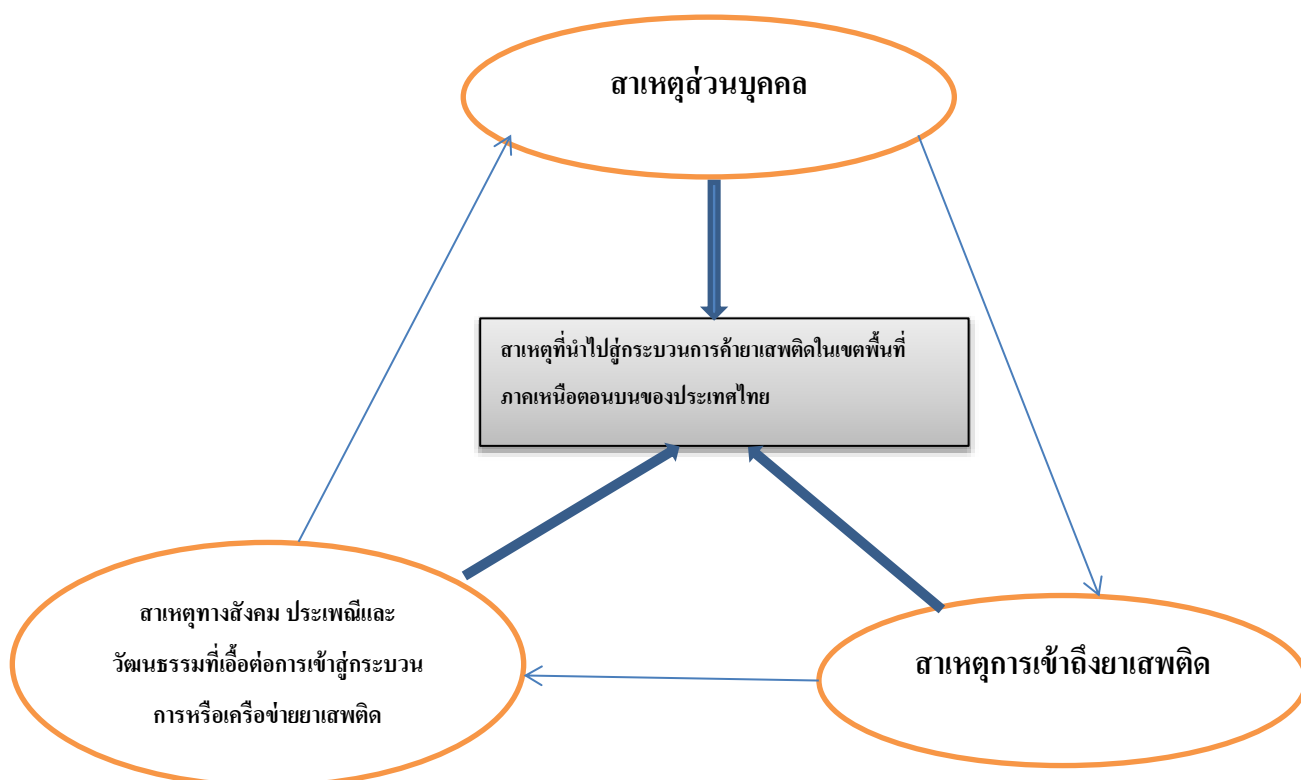 สาเหตุส่วนบุคคล
สาเหตุที่นำไปสู่กระบวนการค้ายาเสพติดในเขตพื้นที่
ภาคเหนือตอนบนของประเทศไทย
สาเหตุทางสังคม ประเพณีและ
วัฒนธรรมที่เอื้อต่อการเข้าสู่กระบวน
การหรือเครือข่ายยาเสพติด
สาเหตุการเข้าถึงยาเสพติด